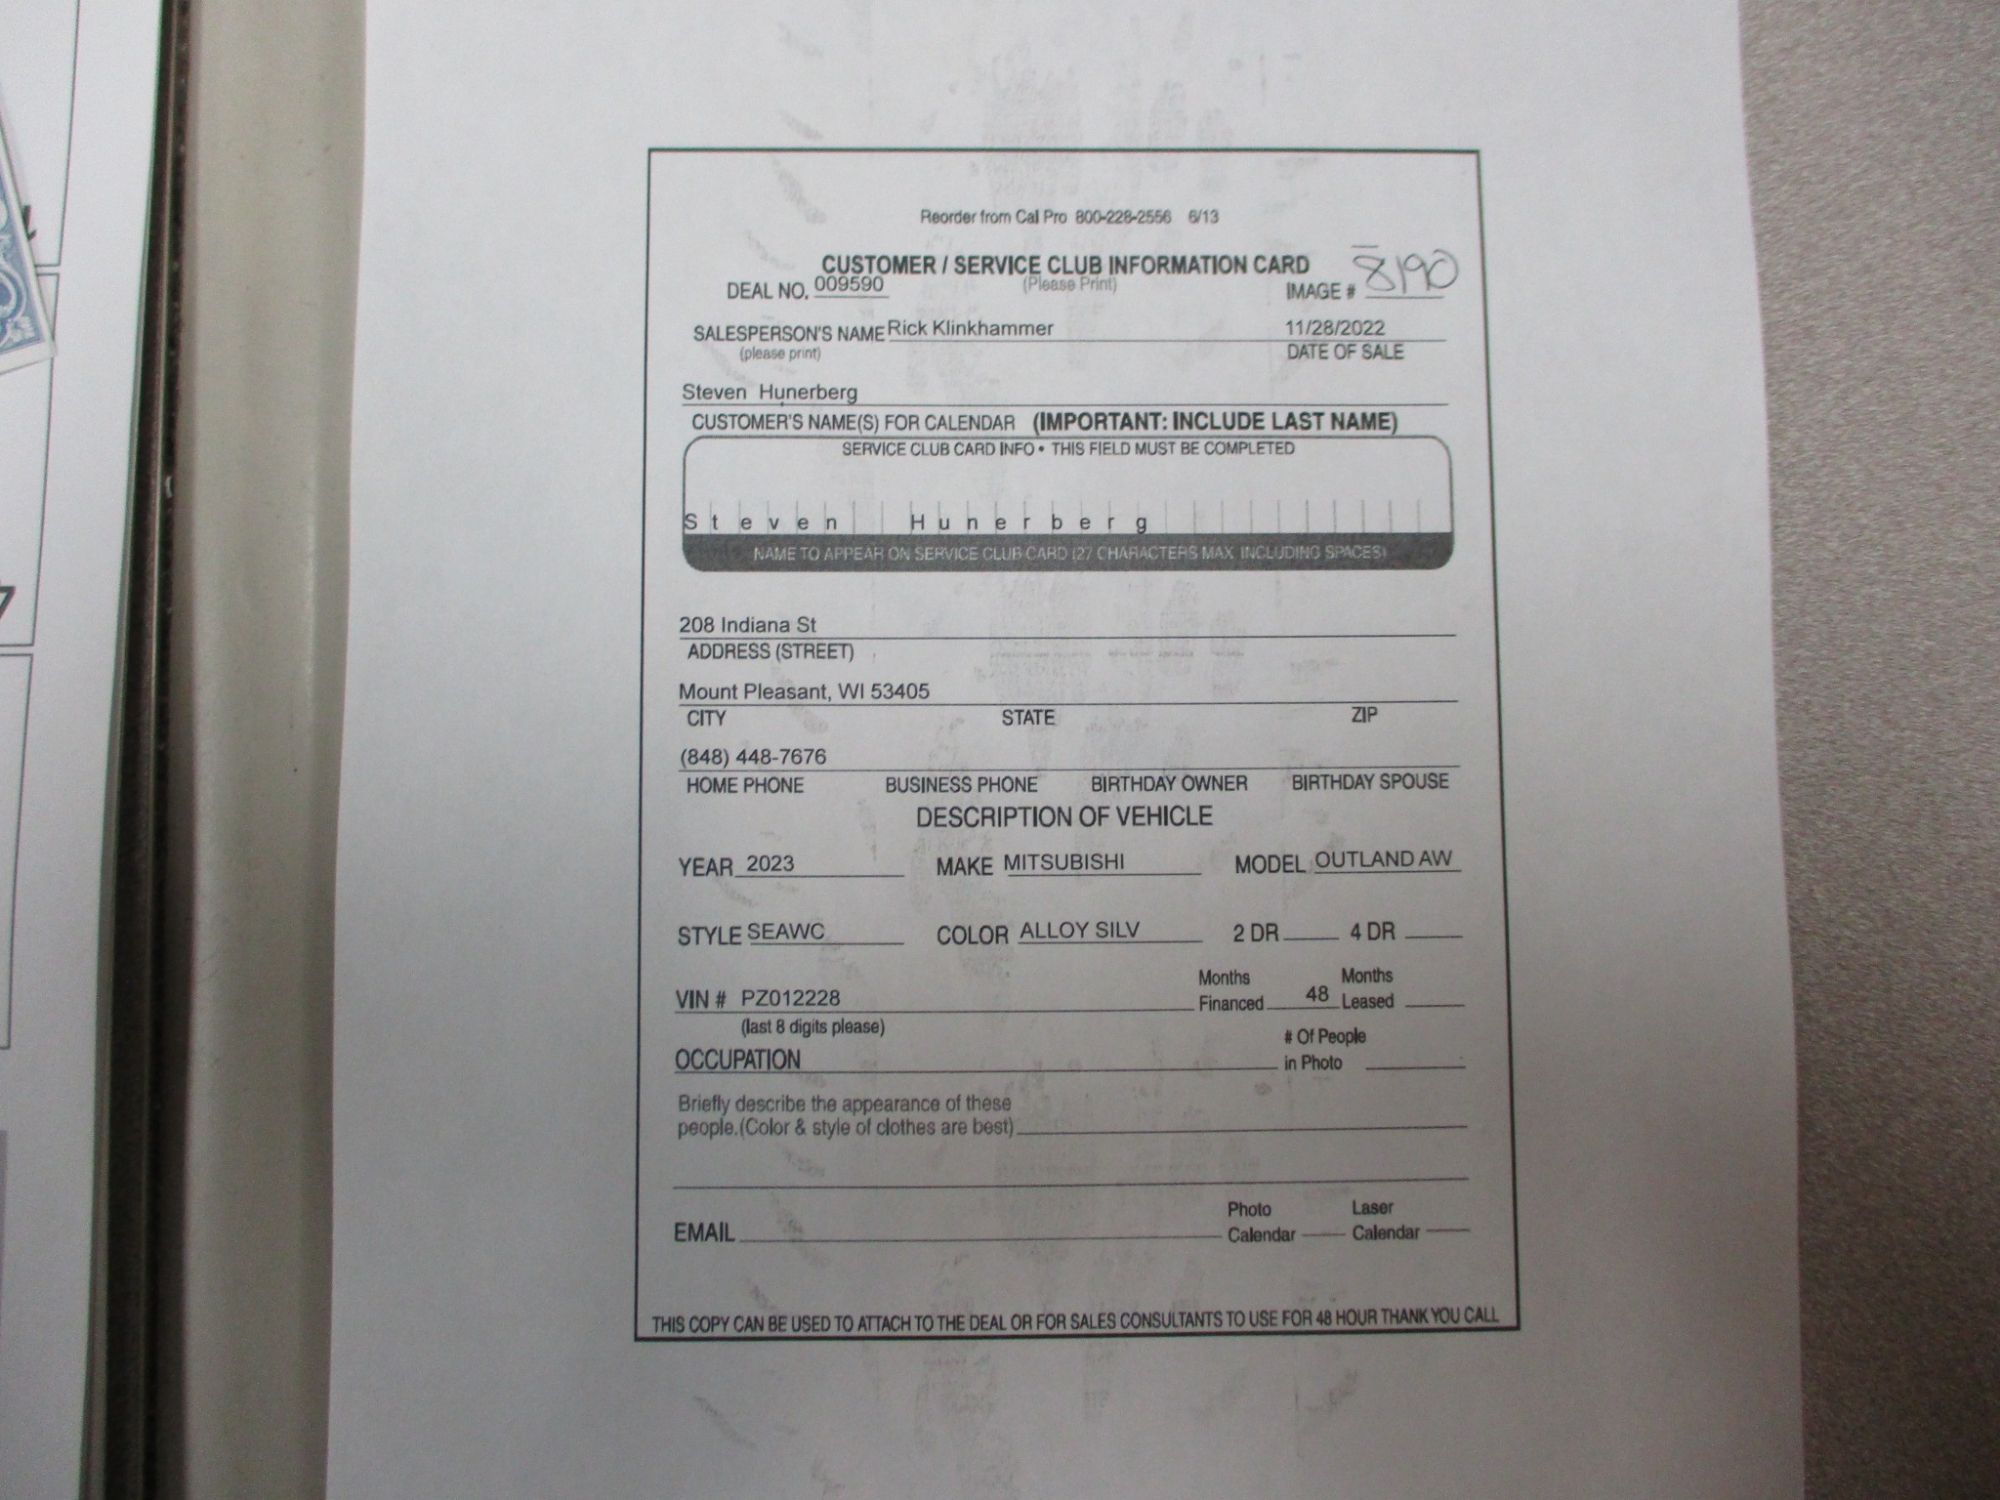 Reorder from Cal Pro 800-228-2556 6/13
CUSTOMER / SERVICE CLUB INFORMATION CARD
(Please Print)
DEAL NO. 009590 IMAGE # 8190
SALESPERSON'S NAME Rick Klinkhammer 11/28/2022
(please print) DATE OF SALE
Steven Hunerberg
CUSTOMER'S NAME(S) FOR CALENDAR (IMPORTANT: INCLUDE LAST NAME)
SERVICE CLUB CARD INFO • THIS FIELD MUST BE COMPLETED
Steven Hunerberg
NAME TO APPEAR ON SERVICE CLUB CARD (27 CHARACTERS MAX. INCLUDING SPACES)
208 Indiana St
ADDRESS (STREET)
Mount Pleasant, WI 53405
CITY STATE ZIP
(848) 448-7676
HOME PHONE BUSINESS PHONE BIRTHDAY OWNER BIRTHDAY SPOUSE
DESCRIPTION OF VEHICLE
YEAR 2023 MAKE MITSUBISHI MODEL OUTLAND AW
STYLE SEAWC COLOR ALLOY SILV 2 DR 4 DR
Months Months
VIN # PZ012228 Financed 48 Leased
(last 8 digits please)
# Of People
OCCUPATION in Photo
Briefly describe the appearance of these
people.(Color & style of clothes are best)
Photo Laser
EMAIL Calendar Calendar
THIS COPY CAN BE USED TO ATTACH TO THE DEAL OR FOR SALES CONSULTANTS TO USE FOR 48 HOUR THANK YOU CALL